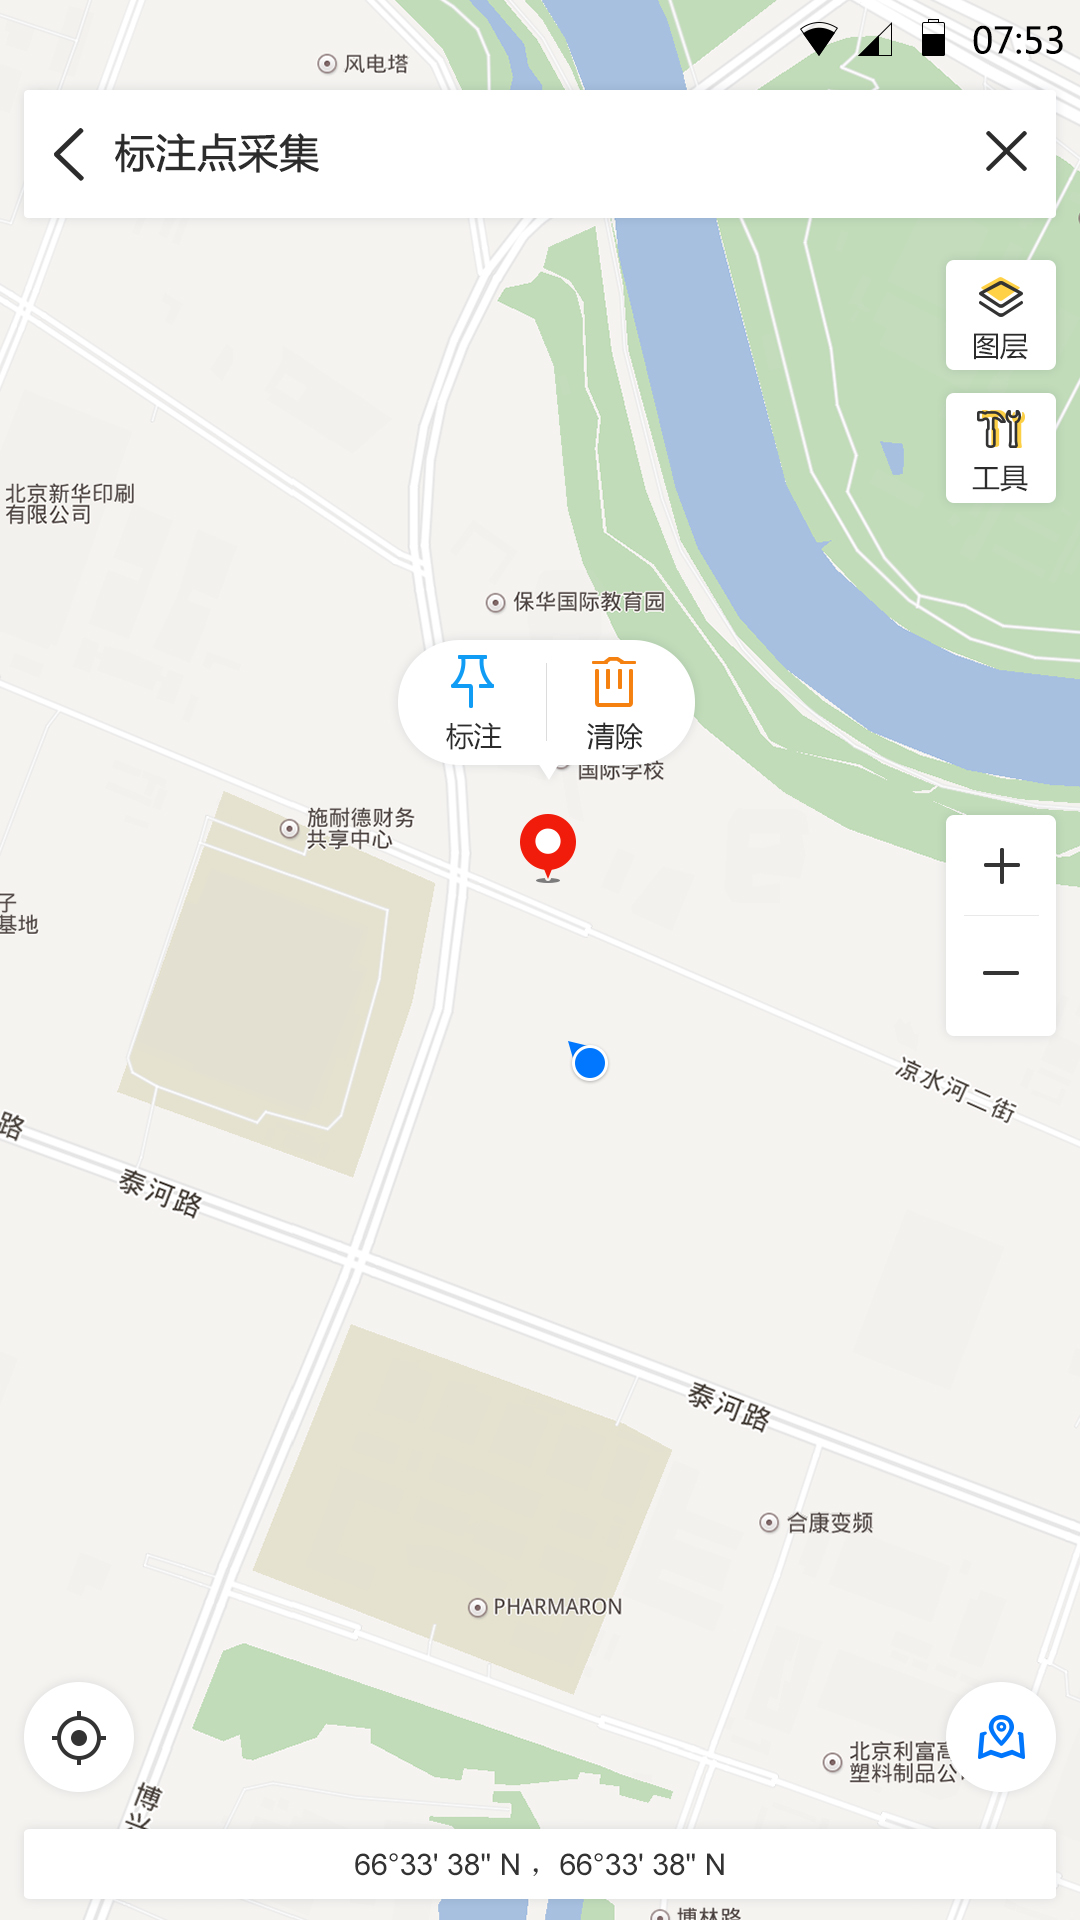 07:53
风电塔
标注点采集
图层
工具
北京新华印刷
有限公司
保华国际教育园
标注
清除
国际学校
施耐德财务
共享中心
子
基地
凉水河二街
路
泰河路
泰河路
合康变频
PHARMARON
北京利富高
塑料制品公
博兴
66°33' 38" N ，66°33' 38" N
博林路